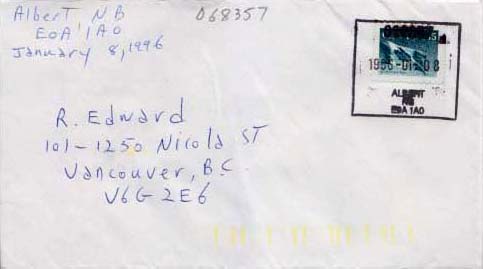 Albert NB
E0A 1A0
January 8, 1996
068357
1996-01-08
ALBERT
NB
E0A 1A0
R. Edward
101-1250 Nicola ST
Vancouver, B.C.
V6G 2E6